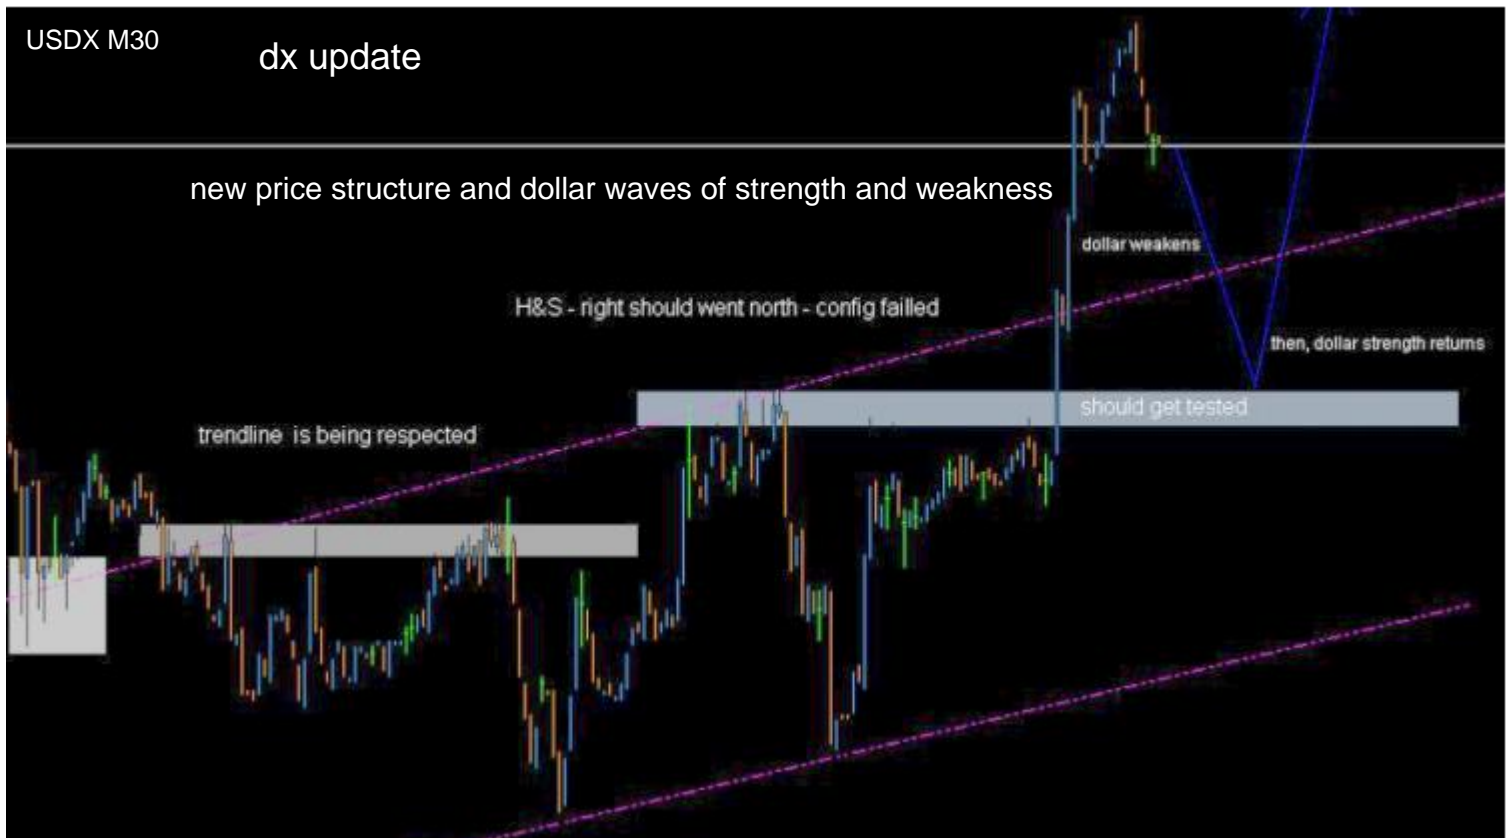 USDX M30
dx update
new price structure and dollar waves of strength and weakness
dollar weakens
H&S - right should went north - config failled
then, dollar strength returns
should get tested
trendline is being respected